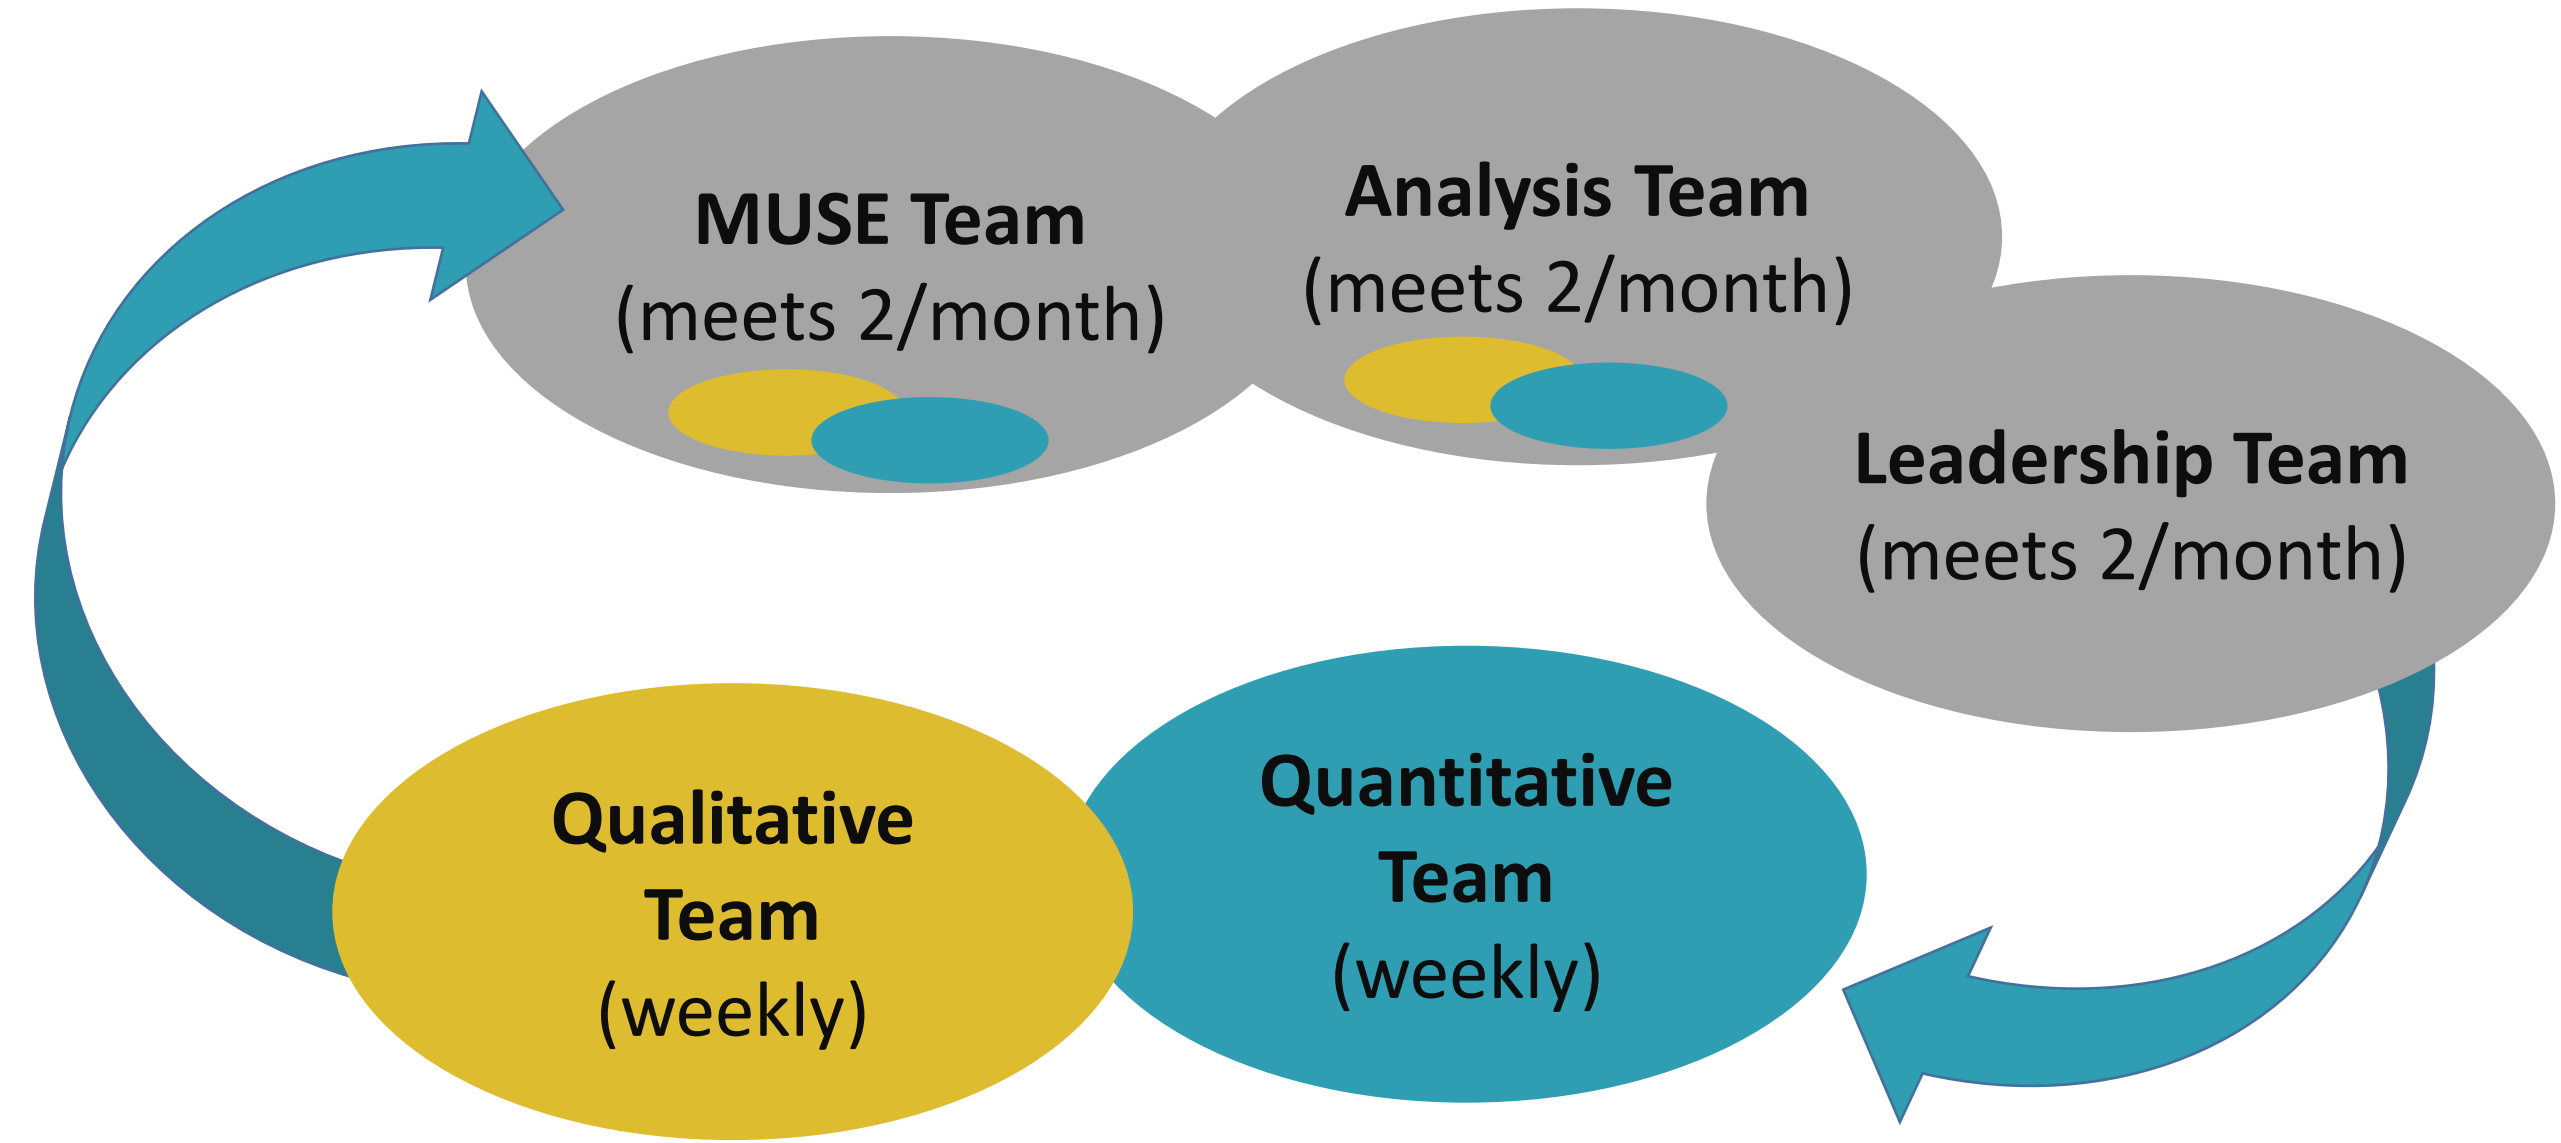 MUSE Team
(meets 2/month)
Analysis Team
(meets 2/month)
Leadership Team
(meets 2/month)
Qualitative
Team
(weekly)
Quantitative
Team
(weekly)